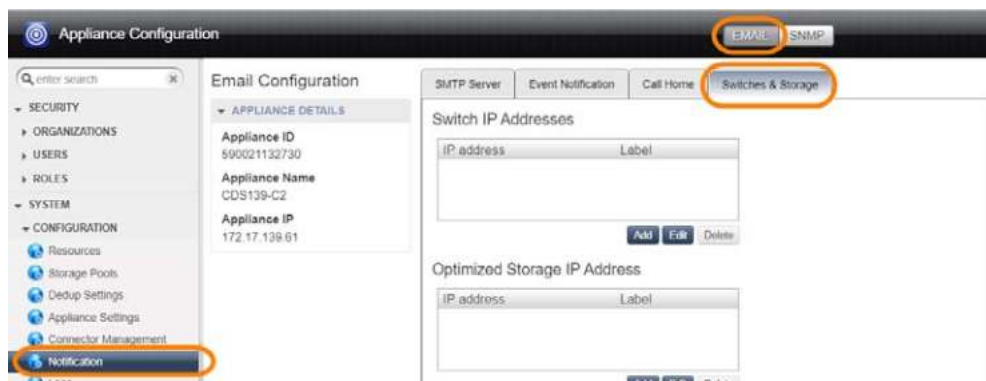 Appliance Configuration
EMAIL
SNMP
enter search
SECURITY
ORGANIZATIONS
USERS
ROLES
SYSTEM
CONFIGURATION
Resources
Storage Pools
Dedup Settings
Appliance Settings
Connector Management
Notification
Email Configuration
APPLIANCE DETAILS
Appliance ID
590021132730
Appliance Name
CDS139-C2
Appliance IP
172.17.139.61
SMTP Server
Event Notification
Call Home
Switches & Storage
Switch IP Addresses
IP address Label
Add Edit Delete
Optimized Storage IP Address
IP address Label